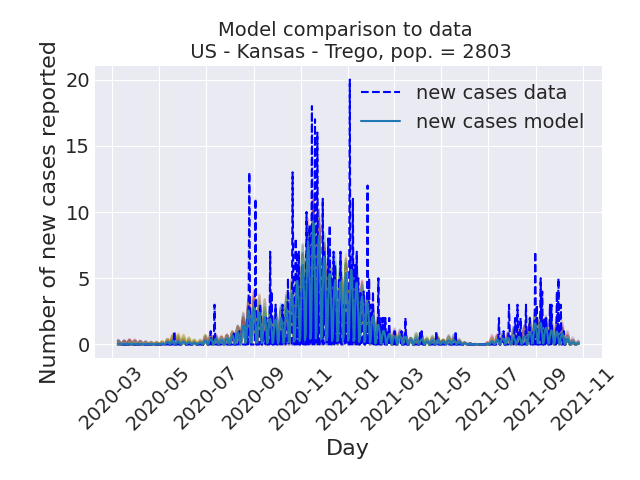 Model comparison to data
US - Kansas - Trego, pop. = 2803
Number of new cases reported
20
15
10
5
0
new cases data
new cases model
2020-03
2020-05
2020-07
2020-09
2020-11
2021-01
2021-03
2021-05
2021-07
2021-09
2021-11
Day